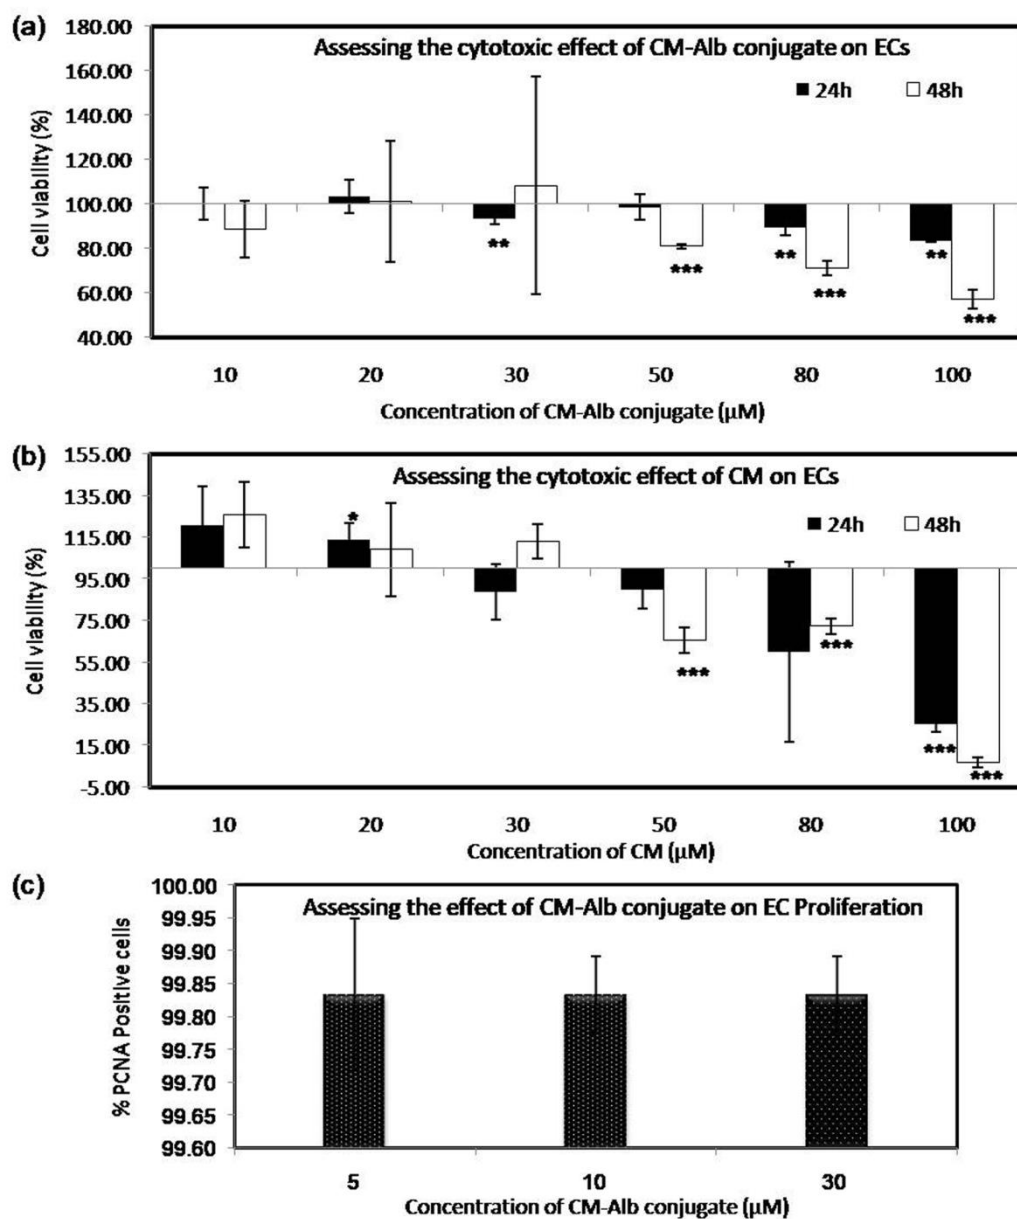 (a)
Assessing the cytotoxic effect of CM-Alb conjugate on ECs
24h 48h
Cell viability (%)
180.00
160.00
140.00
120.00
100.00
80.00
60.00
40.00
** *** ** *** ** ***
10 20 30 50 80 100
Concentration of CM-Alb conjugate (μM)
(b)
Assessing the cytotoxic effect of CM on ECs
24h 48h
Cell viability (%)
155.00
135.00
115.00
95.00
75.00
55.00
35.00
15.00
-5.00
* *** *** *** ***
10 20 30 50 80 100
Concentration of CM (μM)
(c)
Assessing the effect of CM-Alb conjugate on EC Proliferation
% PCNA Positive cells
100.00
99.95
99.90
99.85
99.80
99.75
99.70
99.65
99.60
5 10 30
Concentration of CM-Alb conjugate (μM)